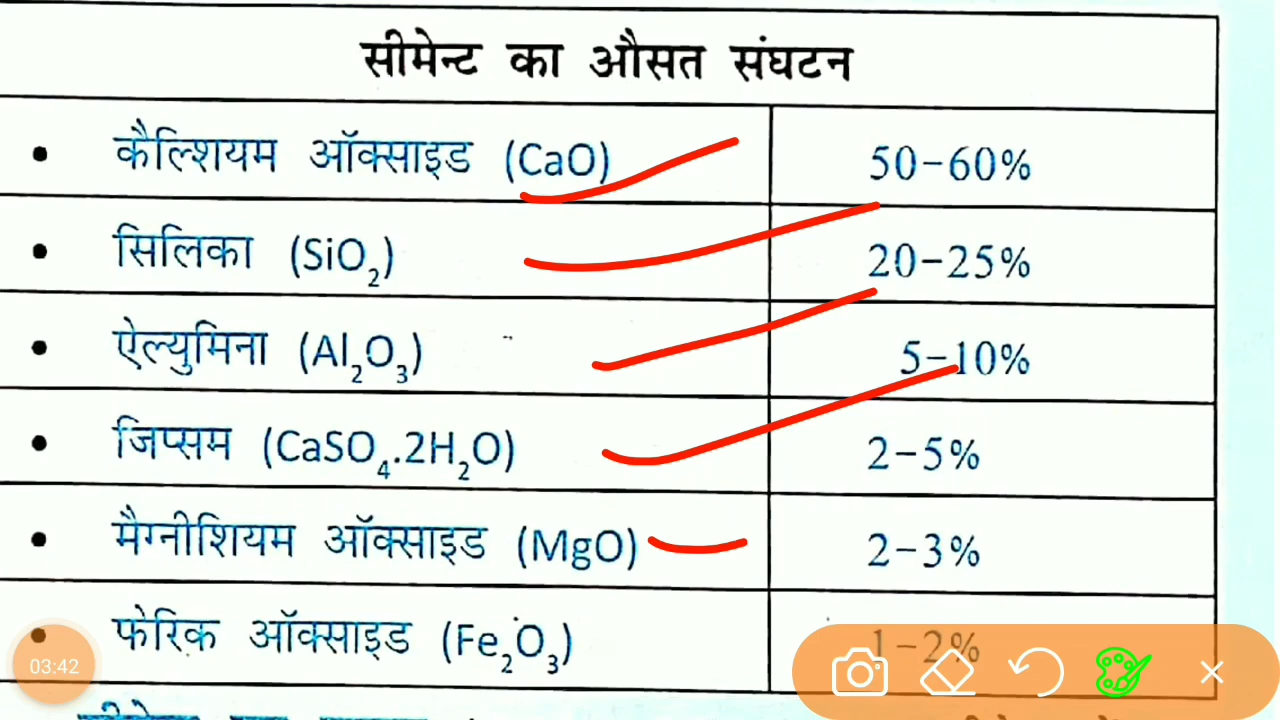 सीमेन्ट का औसत संघटन
• कैल्शियम ऑक्साइड (CaO) 50-60%
• सिलिका (SiO₂) 20-25%
• ऐल्युमिना (Al₂O₃) 5-10%
• जिप्सम (CaSO₄.2H₂O) 2-5%
• मैग्नीशियम ऑक्साइड (MgO) 2-3%
• फेरिक ऑक्साइड (Fe₂O₃) 1-2%
03:42